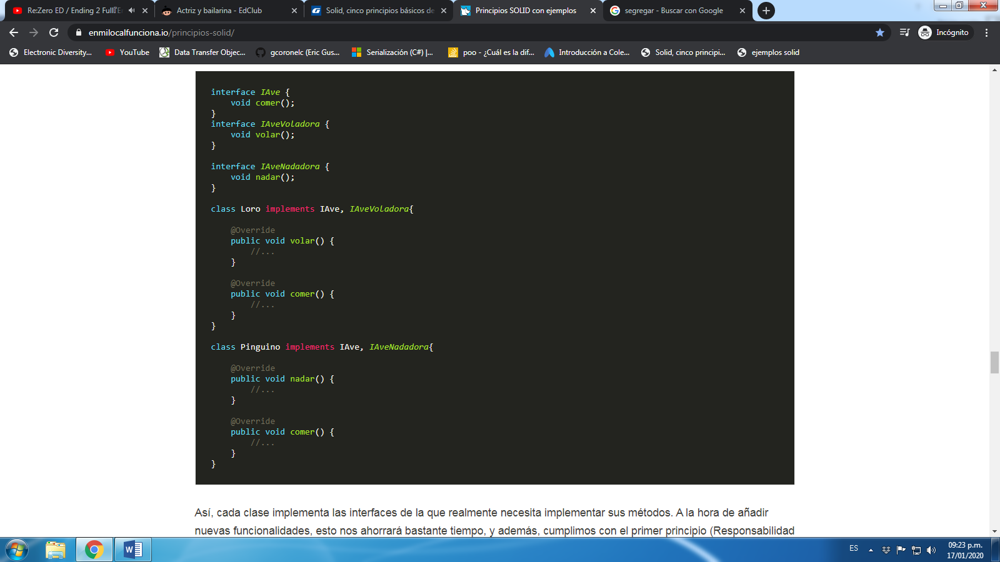 Re:Zero ED / Ending 2 Full
Actriz y bailarina - EdClub
Solid, cinco principios básicos de
Principios SOLID con ejemplos
segregar - Buscar con Google
enmilocalfunciona.io/principios-solid/
Incógnito
Electronic Diversity...
YouTube
Data Transfer Objec...
gcoronelc (Eric Gus...
Serialización (C#) |...
poo - ¿Cuál es la dif...
Introducción a Cole...
Solid, cinco principi...
ejemplos solid
interface IAve {
void comer();
}
interface IAveVoladora {
void volar();
}
interface IAveNadadora {
void nadar();
}
class Loro implements IAve, IAveVoladora{
@Override
public void volar() {
//...
}
@Override
public void comer() {
//...
}
}
class Pinguino implements IAve, IAveNadadora{
@Override
public void nadar() {
//...
}
@Override
public void comer() {
//...
}
}
Así, cada clase implementa las interfaces de la que realmente necesita implementar sus métodos. A la hora de añadir
nuevas funcionalidades, esto nos ahorrará bastante tiempo, y además, cumplimos con el primer principio (Responsabilidad
ES
09:23 p.m.
17/01/2020